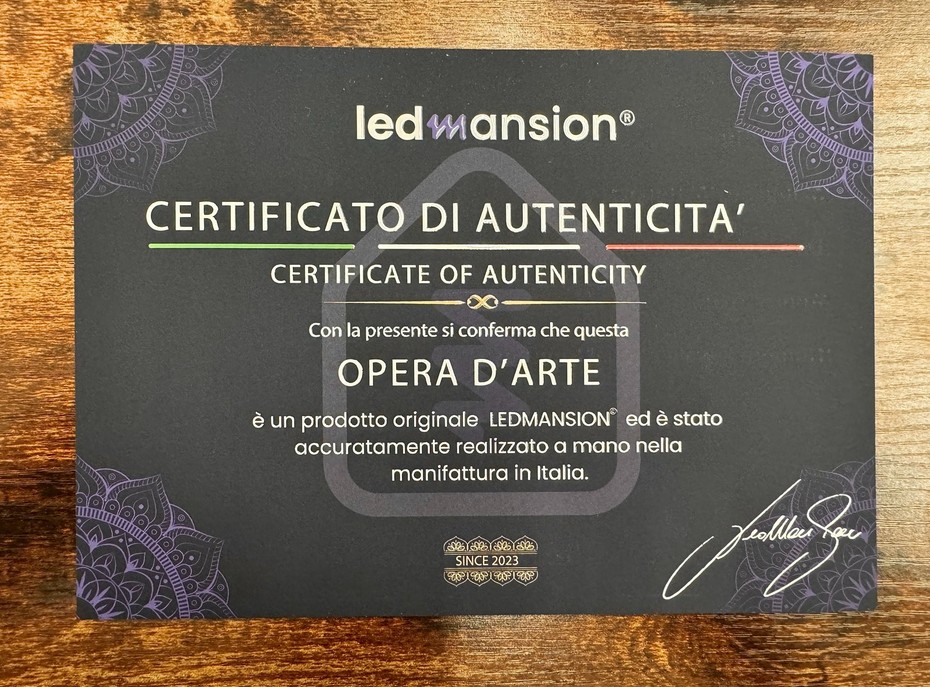 ledmansion®
CERTIFICATO DI AUTENTICITA’
CERTIFICATE OF AUTENTICITY
Con la presente si conferma che questa
OPERA D’ARTE
è un prodotto originale LEDMANSION® ed è stato
accuratamente realizzato a mano nella
manifattura in Italia.
SINCE 2023